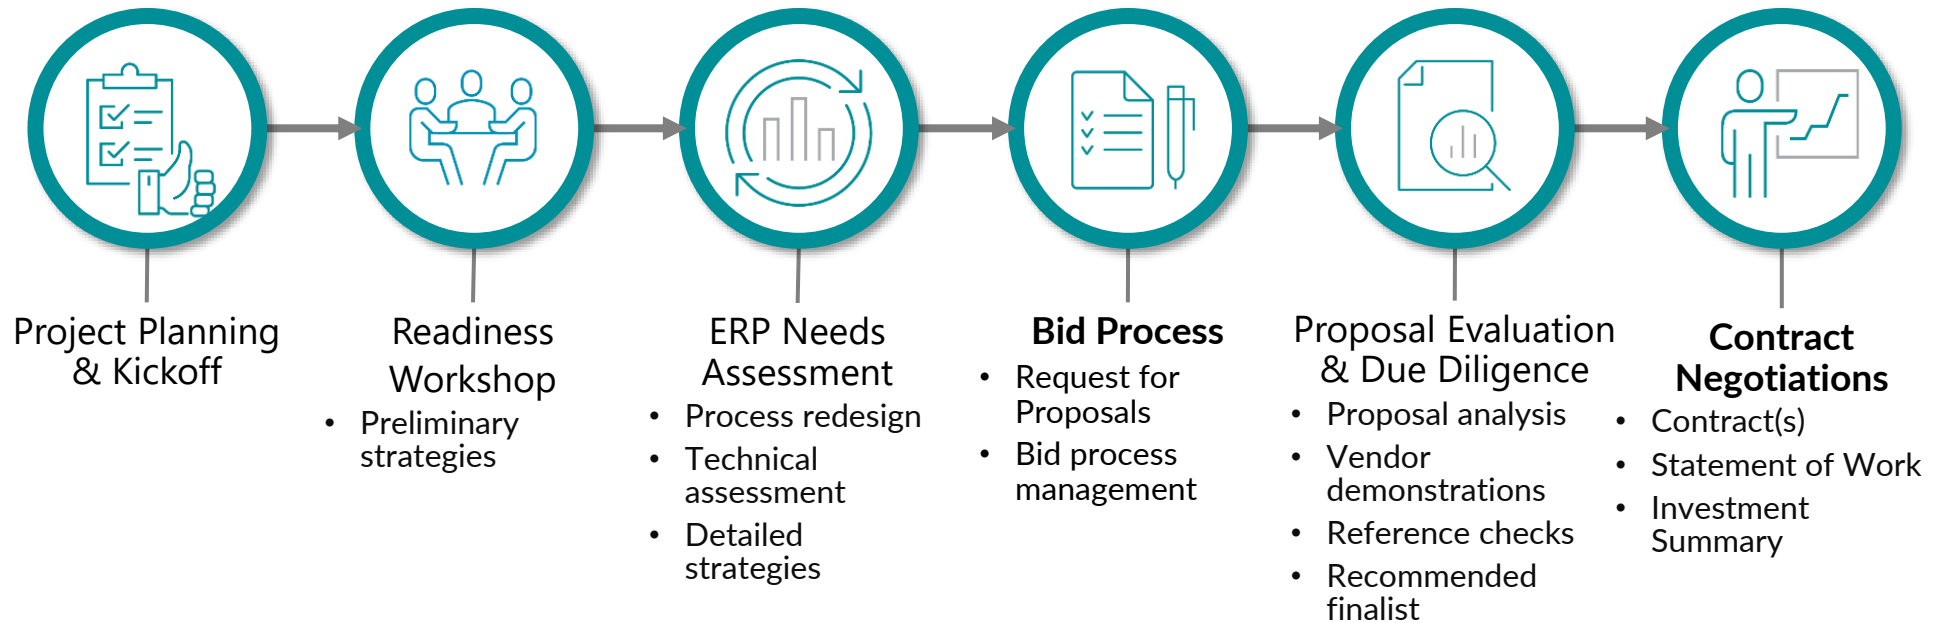 Project Planning
& Kickoff
Readiness
Workshop
• Preliminary
strategies
ERP Needs
Assessment
• Process redesign
• Technical
assessment
• Detailed
strategies
Bid Process
• Request for
Proposals
• Bid process
management
Proposal Evaluation
& Due Diligence
• Proposal analysis
• Vendor
demonstrations
• Reference checks
• Recommended
finalist
Contract
Negotiations
• Contract(s)
• Statement of Work
• Investment
Summary